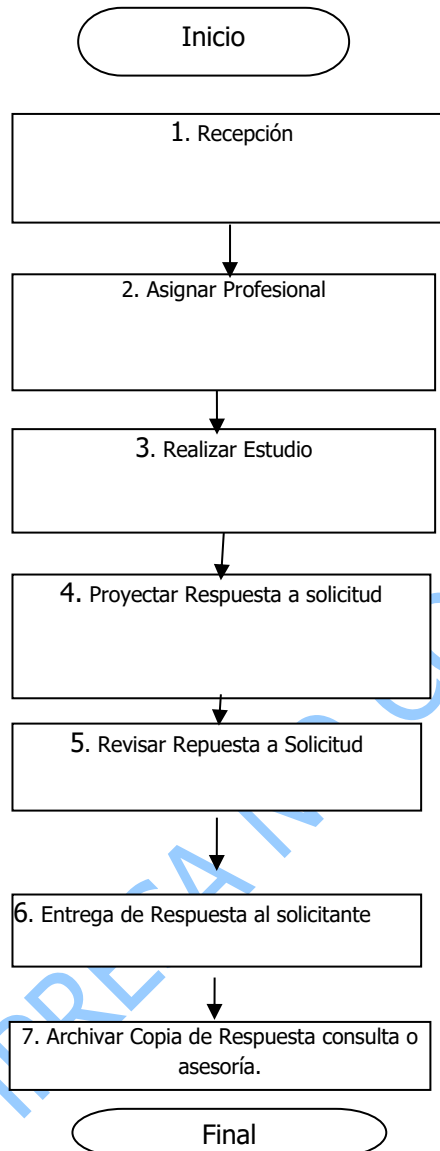 Inicio
1. Recepción
2. Asignar Profesional
3. Realizar Estudio
4. Proyectar Respuesta a solicitud
5. Revisar Repuesta a Solicitud
6. Entrega de Respuesta al solicitante
7. Archivar Copia de Respuesta consulta o
asesoría.
Final